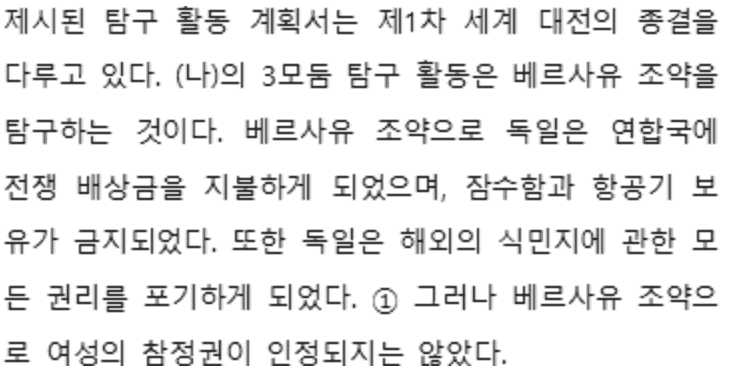 제시된 탐구 활동 계획서는 제1차 세계 대전의 종결을
다루고 있다. (나)의 3모둠 탐구 활동은 베르사유 조약을
탐구하는 것이다. 베르사유 조약으로 독일은 연합국에
전쟁 배상금을 지불하게 되었으며, 잠수함과 항공기 보
유가 금지되었다. 또한 독일은 해외의 식민지에 관한 모
든 권리를 포기하게 되었다. ① 그러나 베르사유 조약으
로 여성의 참정권이 인정되지는 않았다.